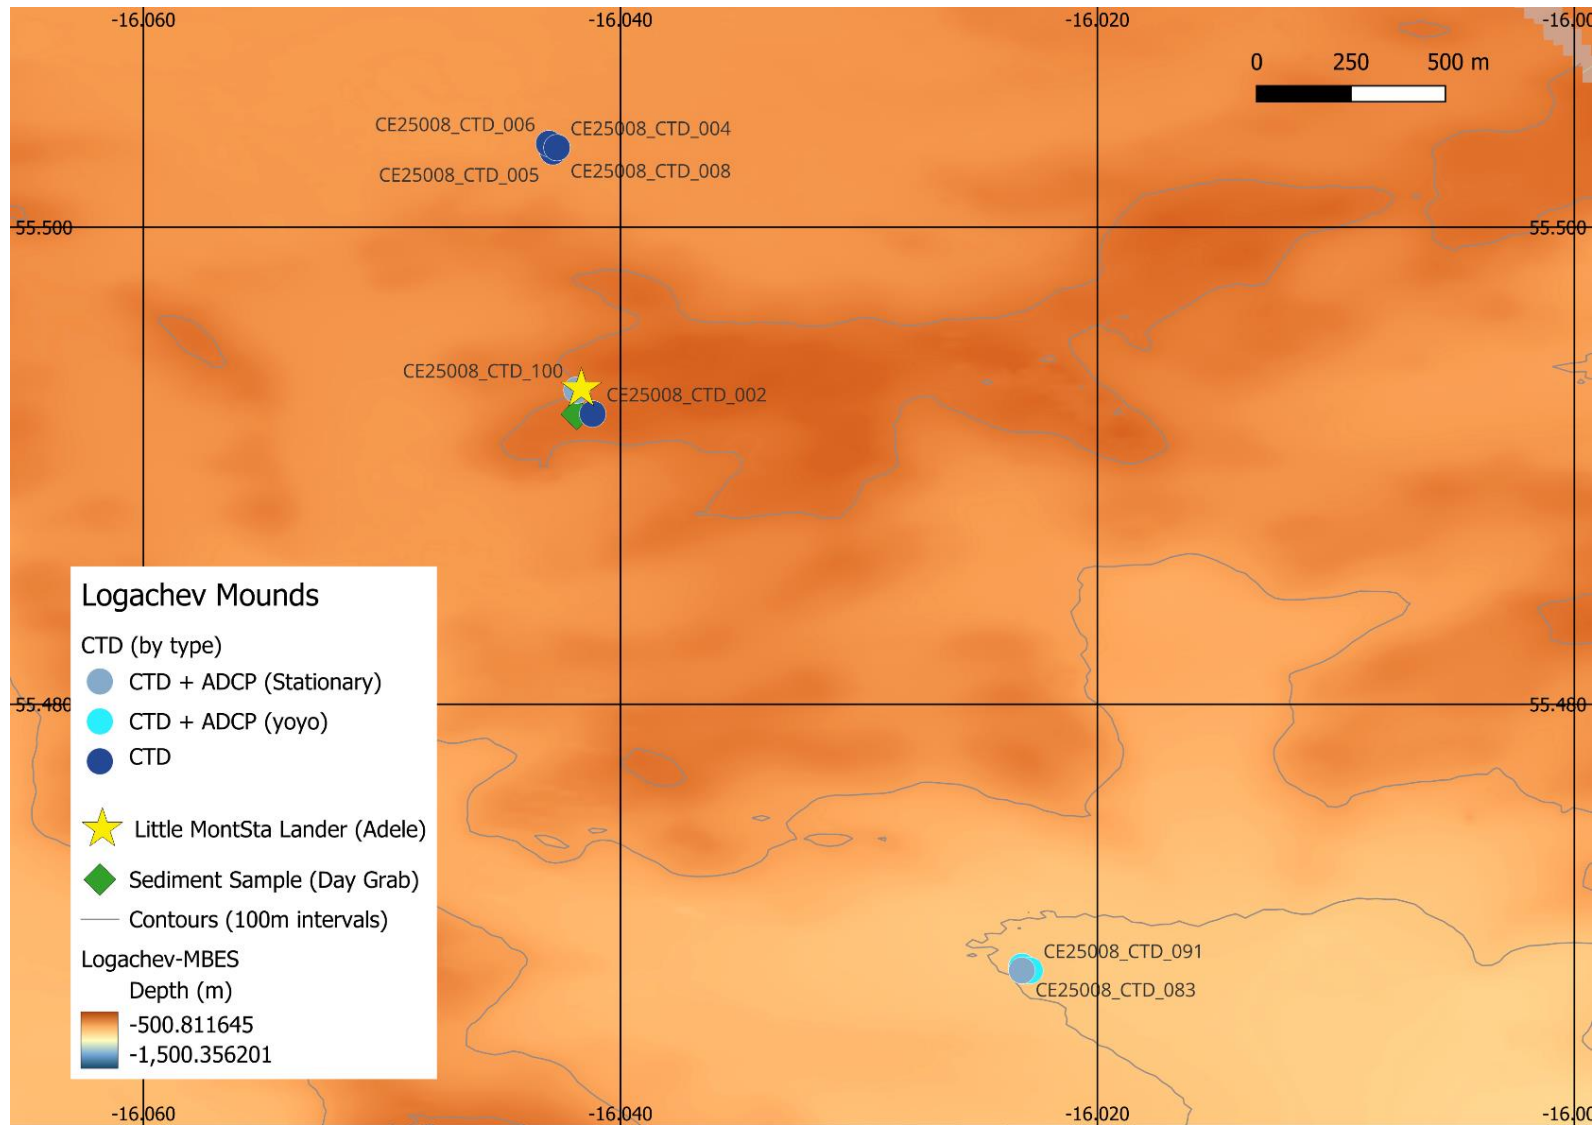 -16.060 -16.040 -16.020 -16.00
0 250 500 m
CE25008_CTD_006 CE25008_CTD_004
CE25008_CTD_005 CE25008_CTD_008
55.500 55.500
CE25008_CTD_100
CE25008_CTD_002
Logachev Mounds
CTD (by type)
CTD + ADCP (Stationary)
55.480 55.480
CTD + ADCP (yoyo)
CTD
Little MontSta Lander (Adele)
Sediment Sample (Day Grab)
Contours (100m intervals)
CE25008_CTD_091
Logachev-MBES
Depth (m)
CE25008_CTD_083
-500.811645
-1,500.356201
-16.060 -16.040 -16.020 -16.00